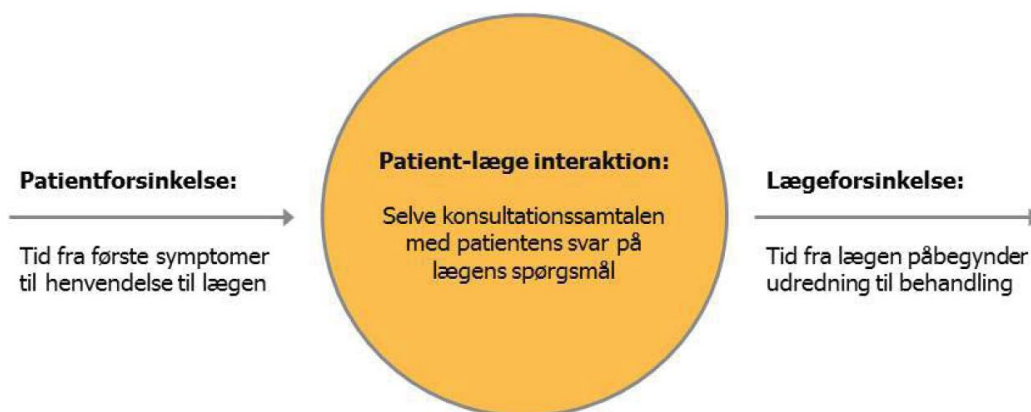 Patientforsinkelse:
Tid fra første symptomer
til henvendelse til lægen
Patient-læge interaktion:
Selve konsultationssamtalen
med patientens svar på
lægens spørgsmål
Lægeforsinkelse:
Tid fra lægen påbegynder
udredning til behandling